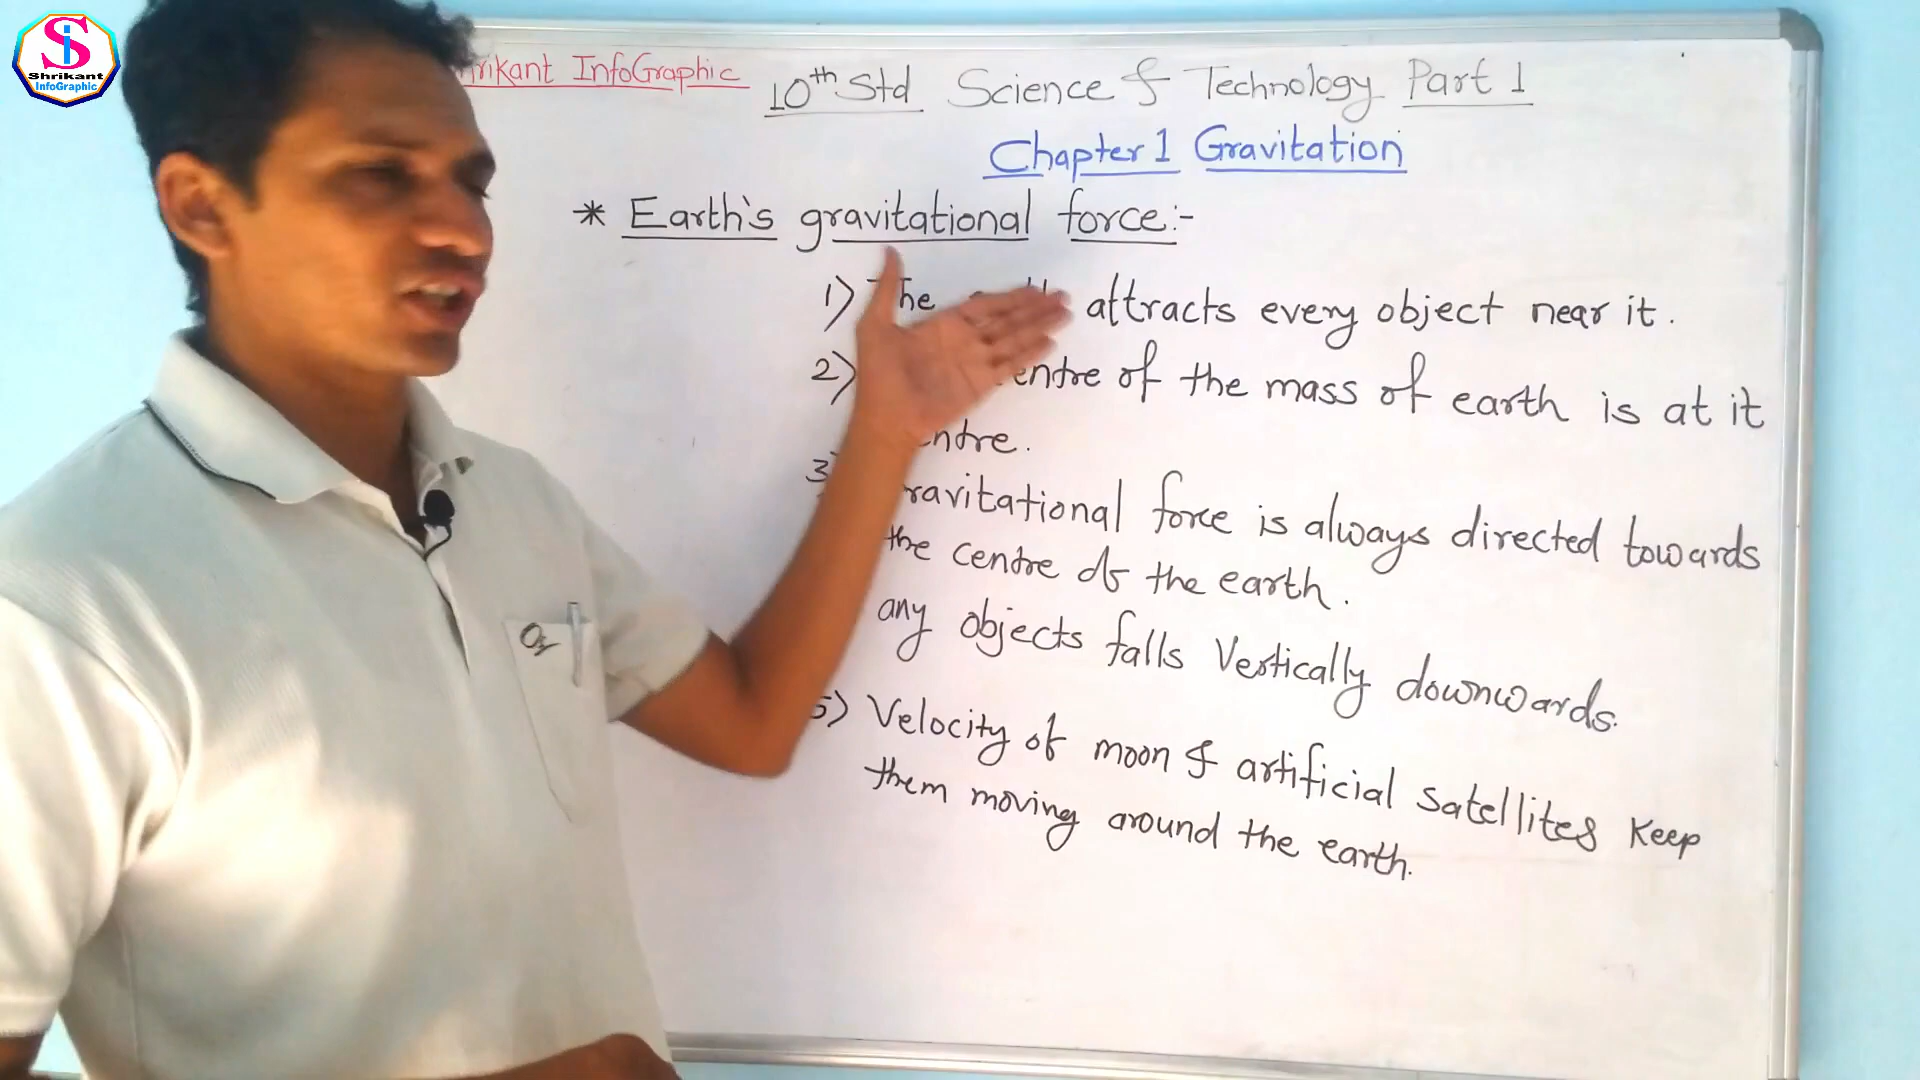 Si
Shrikant
InfoGraphic
InfoGraphic
10th Std Science & Technology Part 1
Chapter 1 Gravitation
* Earth's gravitational force:-
1) The attracts every object near it.
2) of the mass of earth is at it
3) force is always directed towards
the centre of the earth.
any objects falls Vertically downwards.
5) Velocity of moon & artificial satellites keep
them moving around the earth.